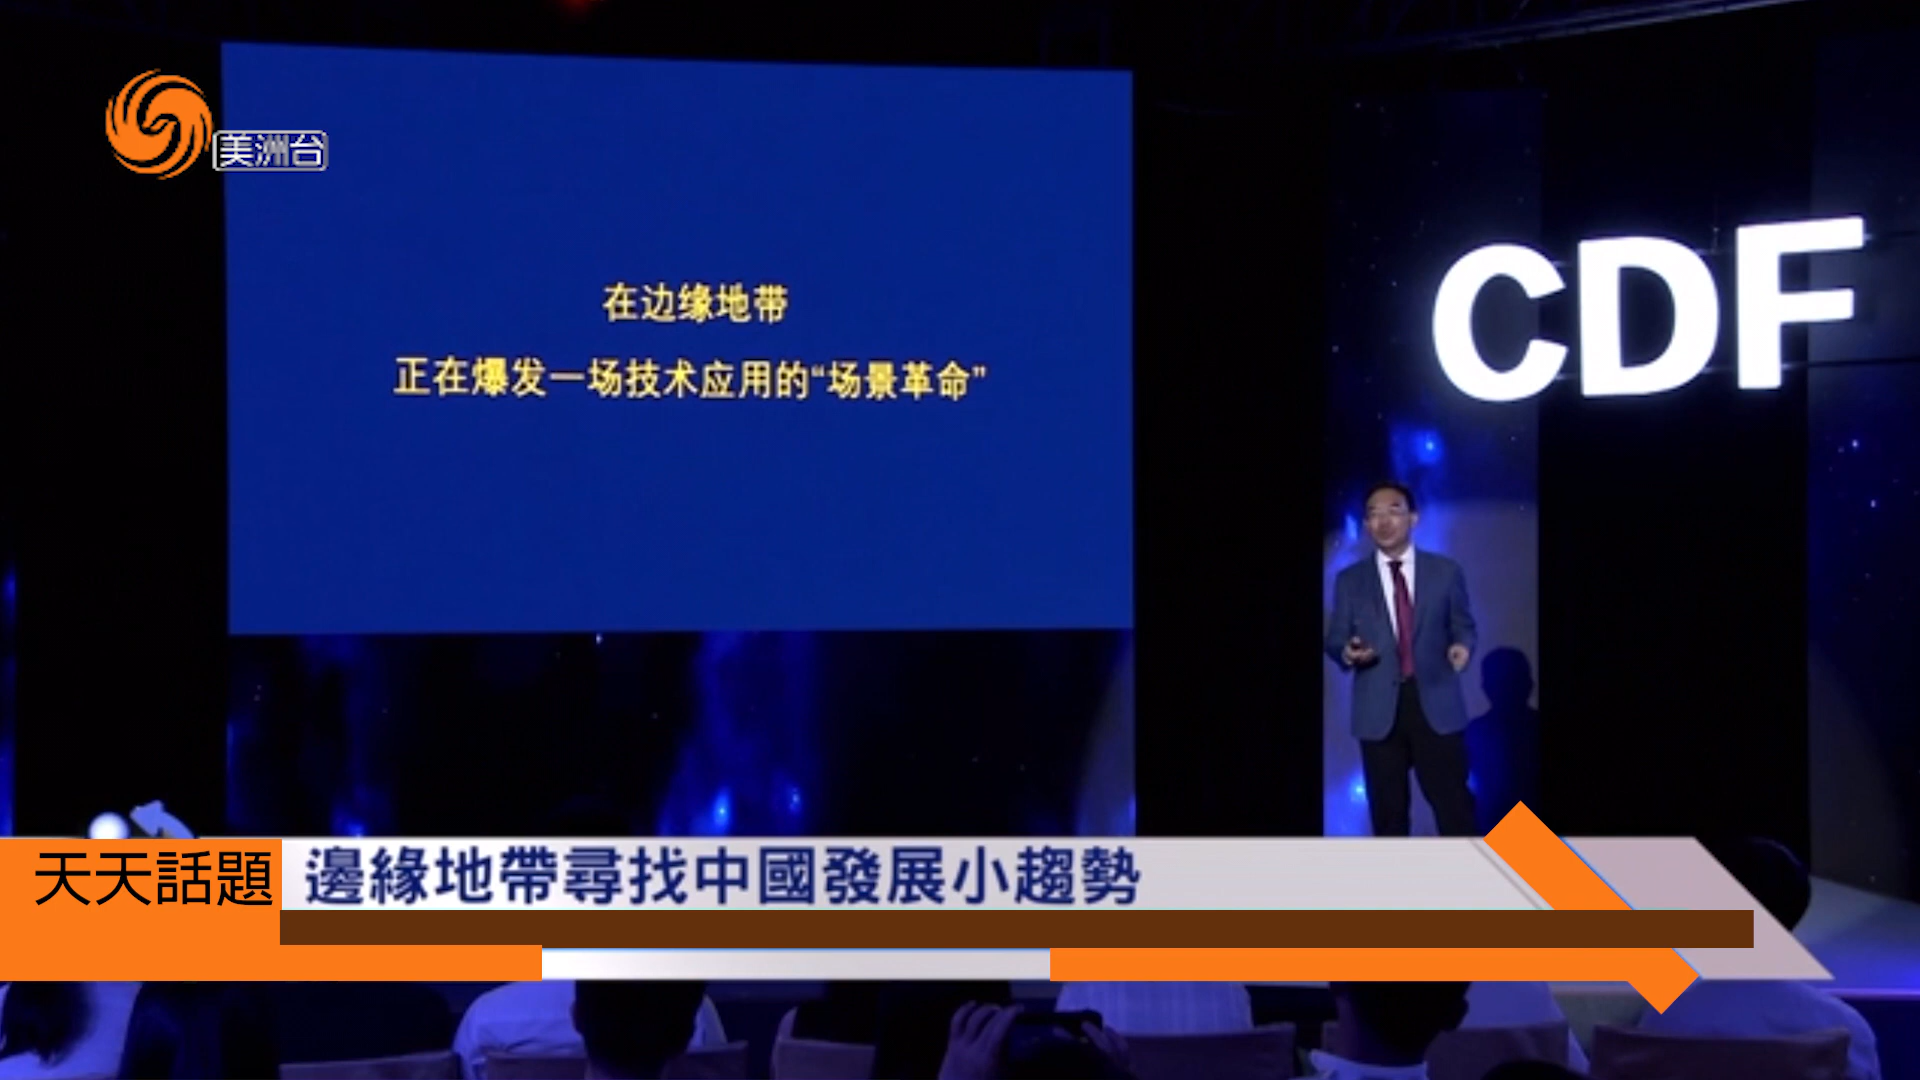 美洲台
在边缘地带
正在爆发一场技术应用的“场景革命”
CDF
天天話題
邊緣地帶尋找中國發展小趨勢